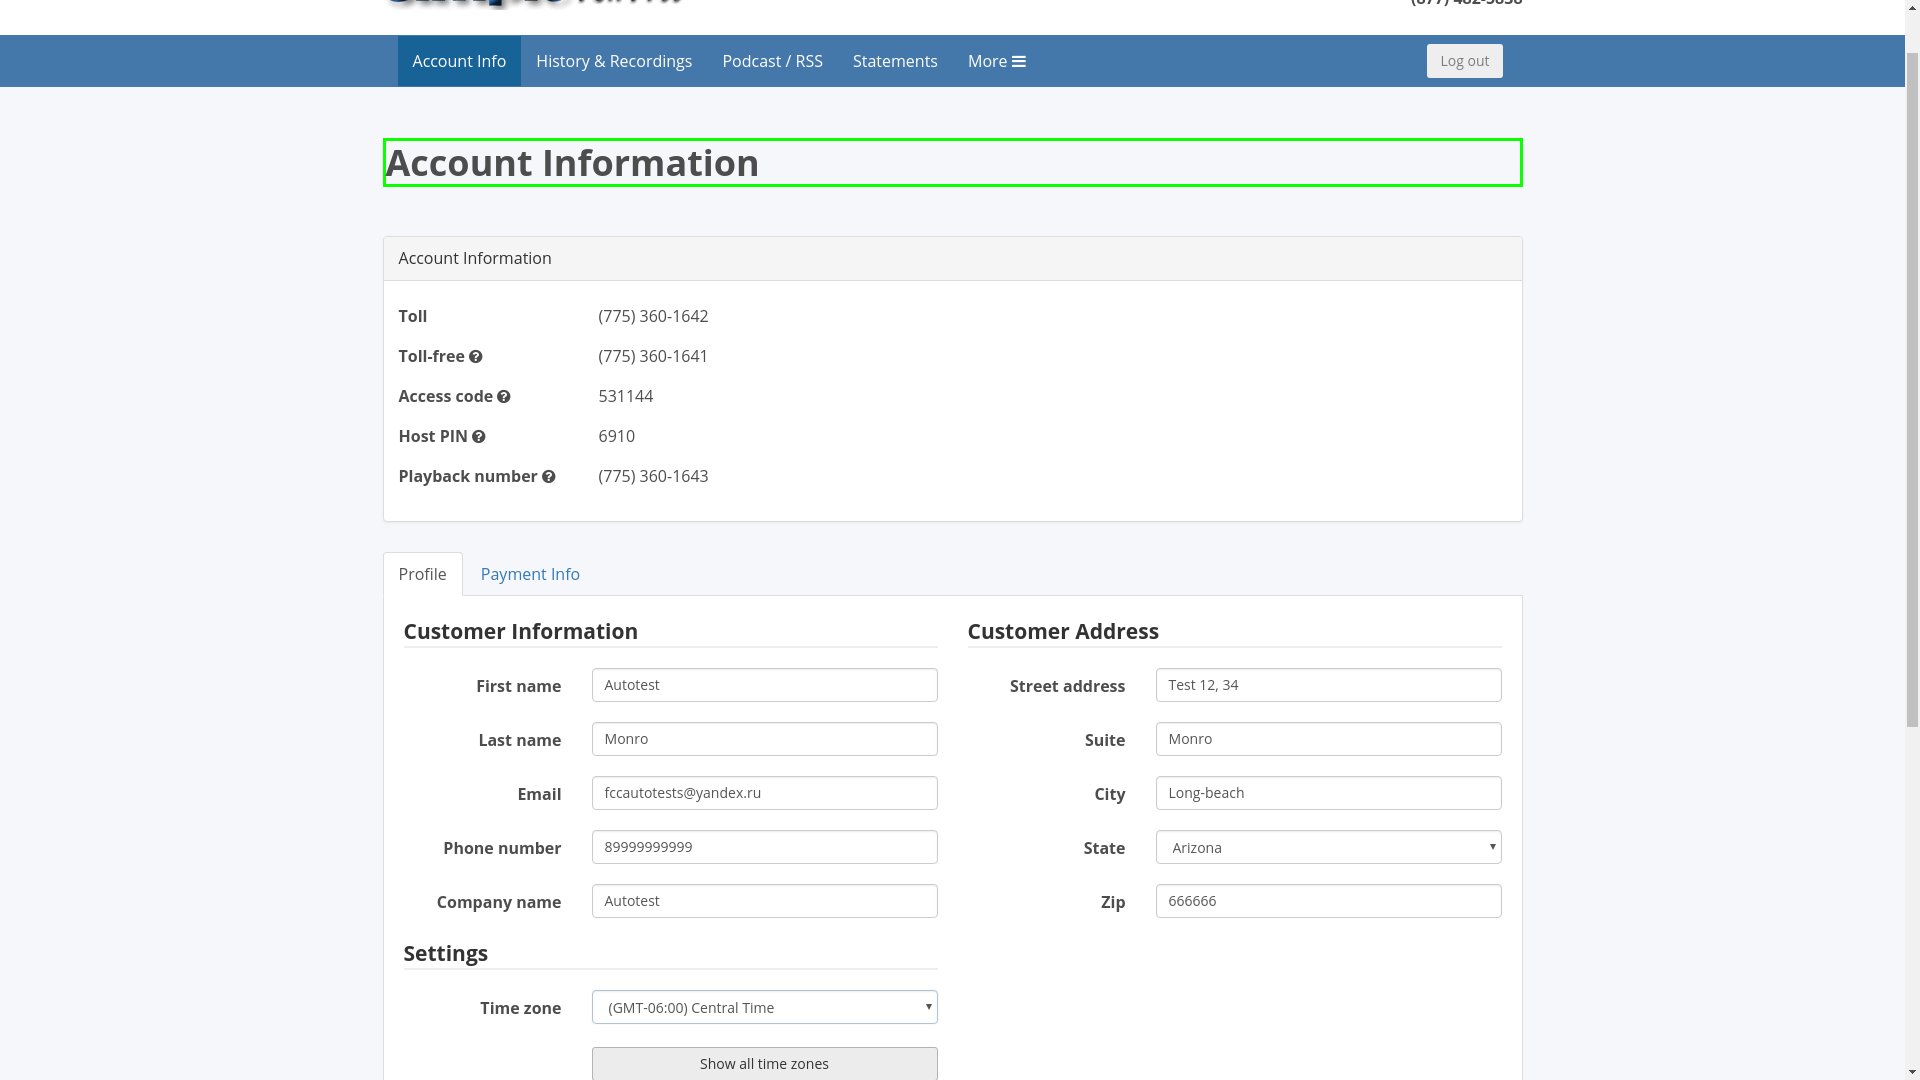 Account Info
History & Recordings
Podcast / RSS
Statements
More
Log out
Account Information
Account Information
Toll
(775) 360-1642
Toll-free
(775) 360-1641
Access code
531144
Host PIN
6910
Playback number
(775) 360-1643
Profile
Payment Info
Customer Information
First name
Autotest
Last name
Monro
Email
fccautotests@yandex.ru
Phone number
89999999999
Company name
Autotest
Customer Address
Street address
Test 12, 34
Suite
Monro
City
Long-beach
State
Arizona
Zip
666666
Settings
Time zone
(GMT-06:00) Central Time
Show all time zones